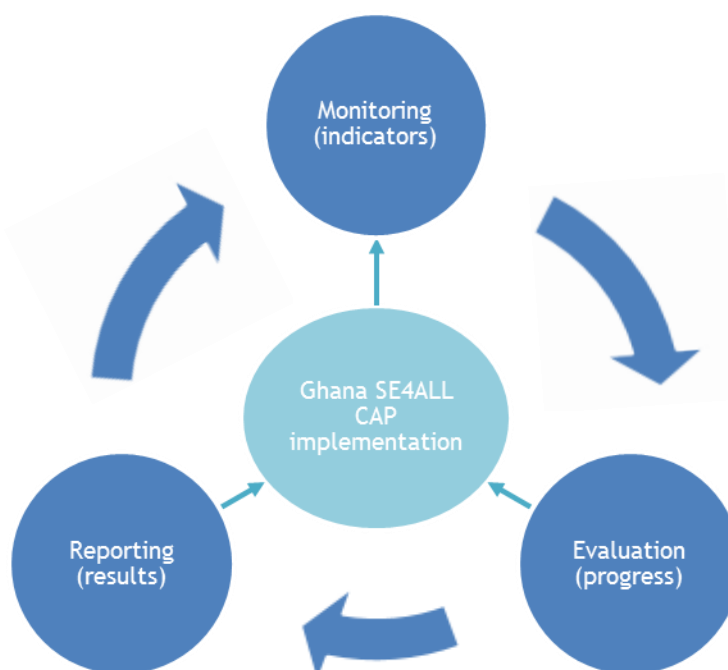 Monitoring
(indicators)
Ghana SE4ALL
CAP
implementation
Reporting
(results)
Evaluation
(progress)